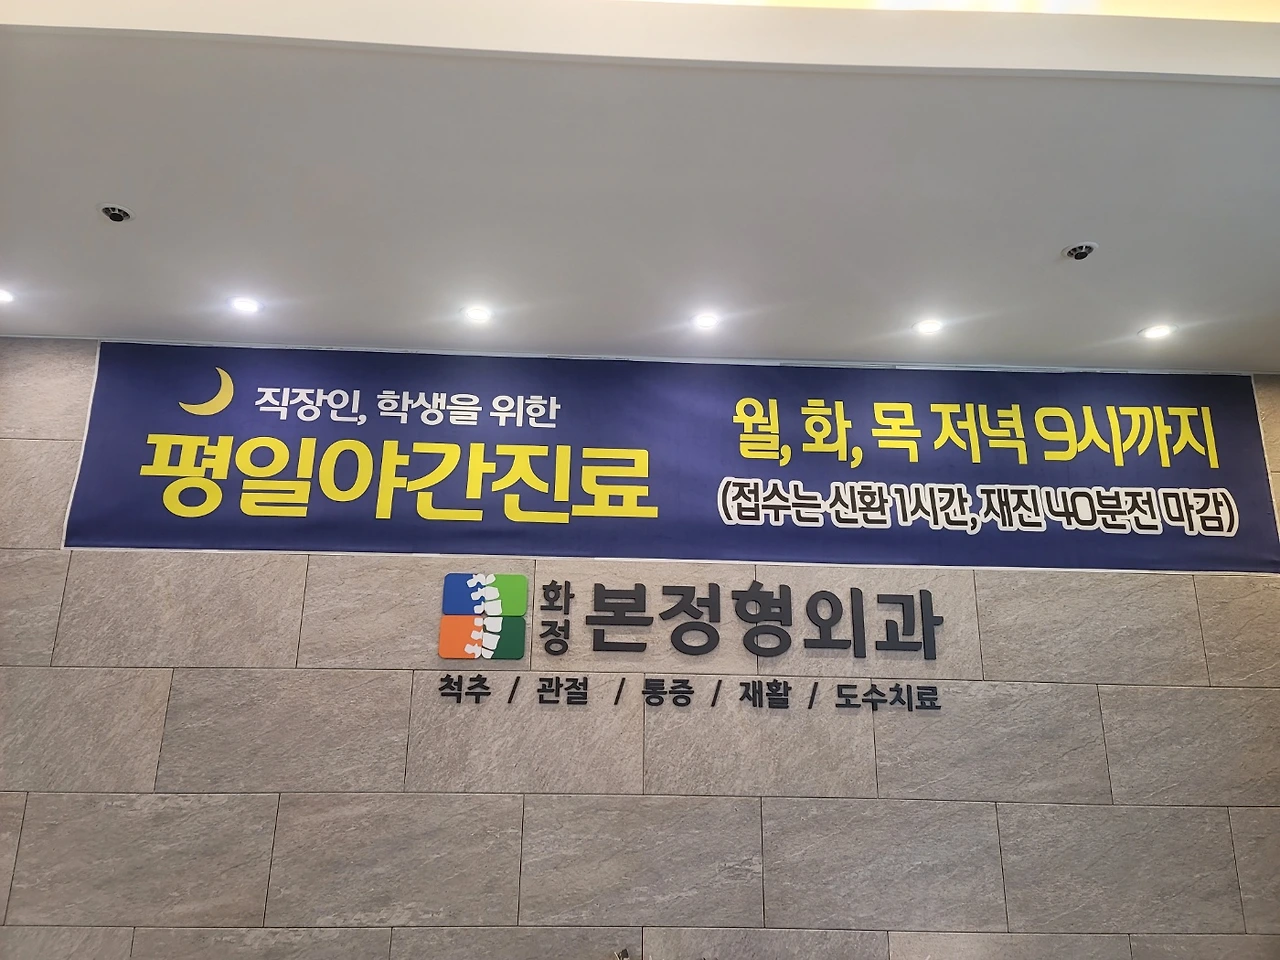 직장인, 학생을 위한
평일야간진료
월, 화, 목 저녁 9시까지
(접수는 신환 1시간, 재진 40분전 마감)
화정 본정형외과
척추 / 관절 / 통증 / 재활 / 도수치료